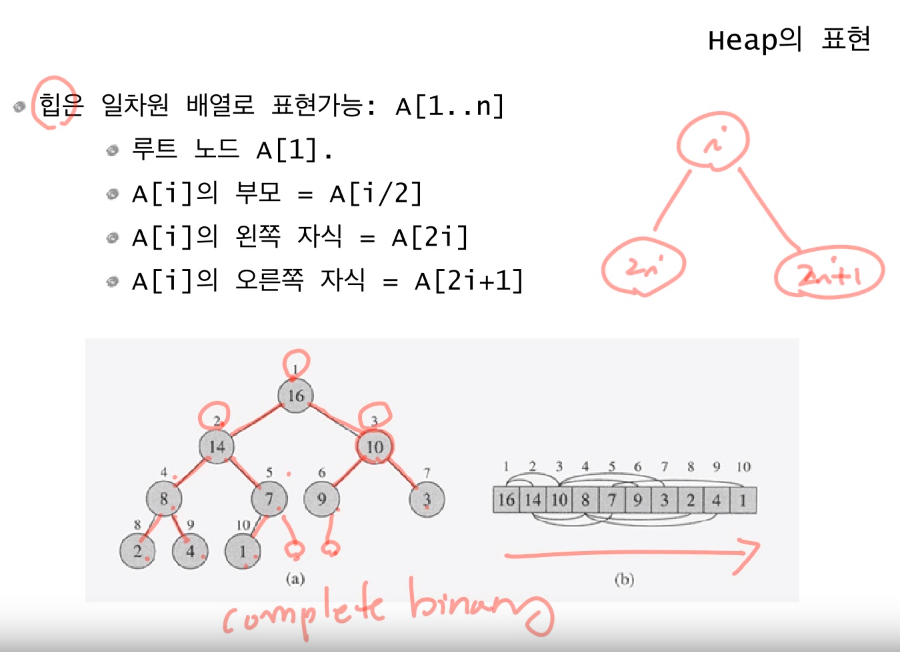 Heap의 표현
힙은 일차원 배열로 표현가능: A[1..n]
루트 노드 A[1].
A[i]의 부모 = A[i/2]
A[i]의 왼쪽 자식 = A[2i]
A[i]의 오른쪽 자식 = A[2i+1]
i
2i
2i+1
1
16
2 3
14 10
4 5 6 7
8 7 9 3
8 9 10
2 4 1
(a)
1 2 3 4 5 6 7 8 9 10
16 14 10 8 7 9 3 2 4 1
(b)
complete binary